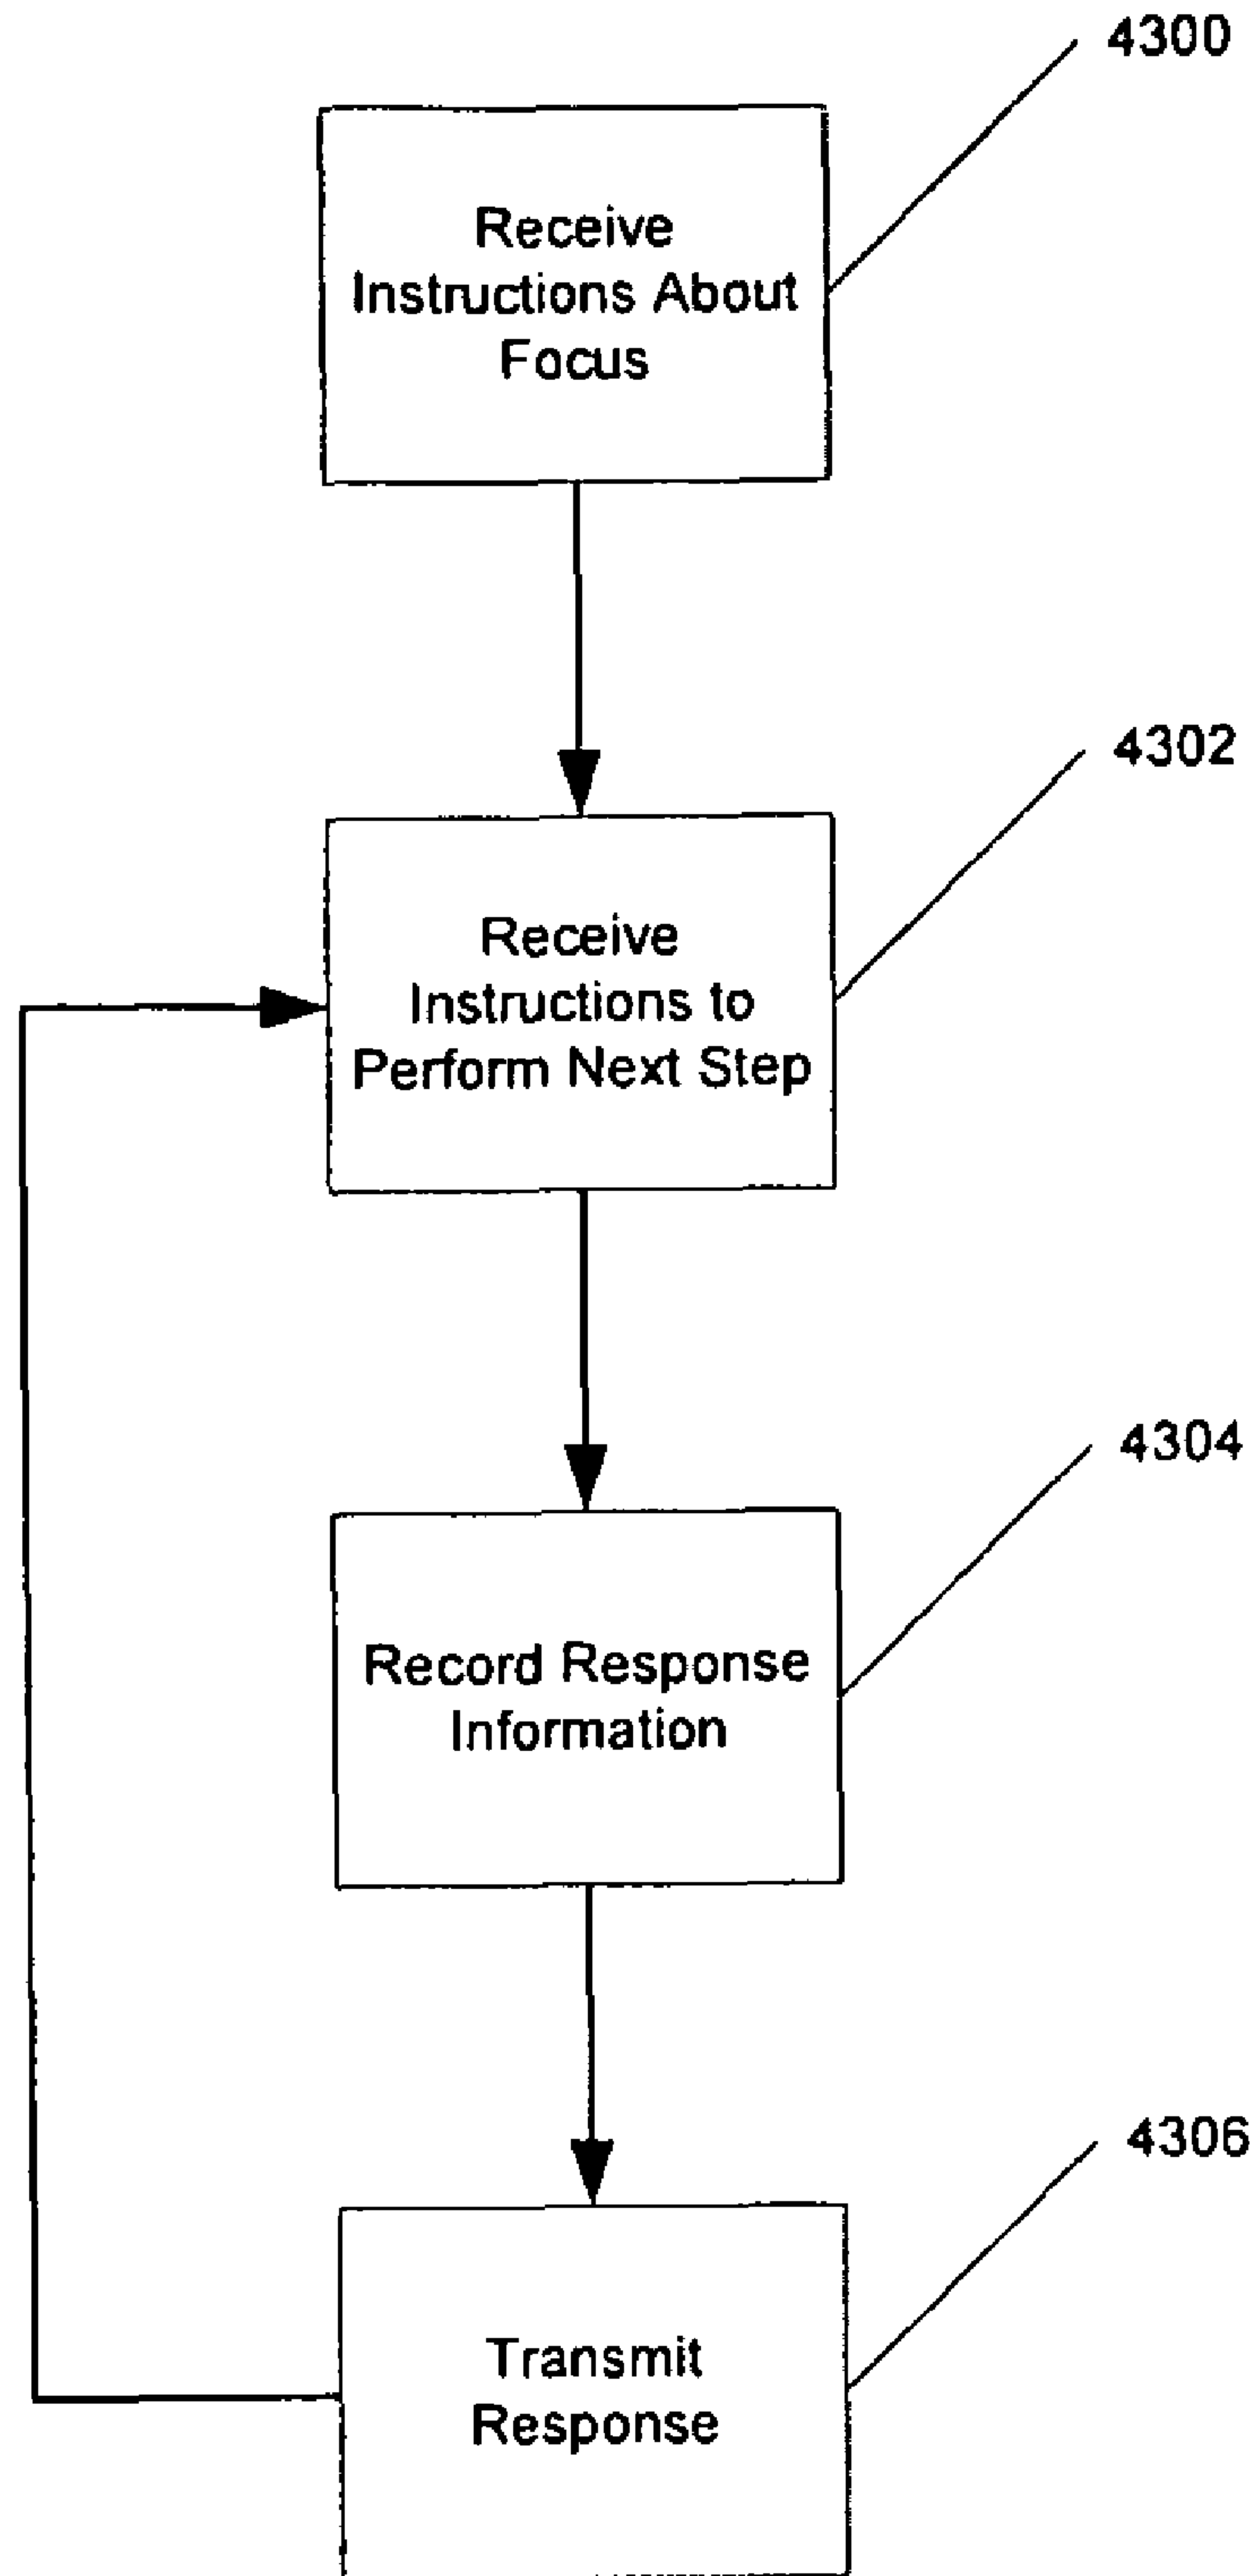 4300
Receive
Instructions About
Focus
4302
Receive
Instructions to
Perform Next Step
4304
Record Response
Information
4306
Transmit
Response